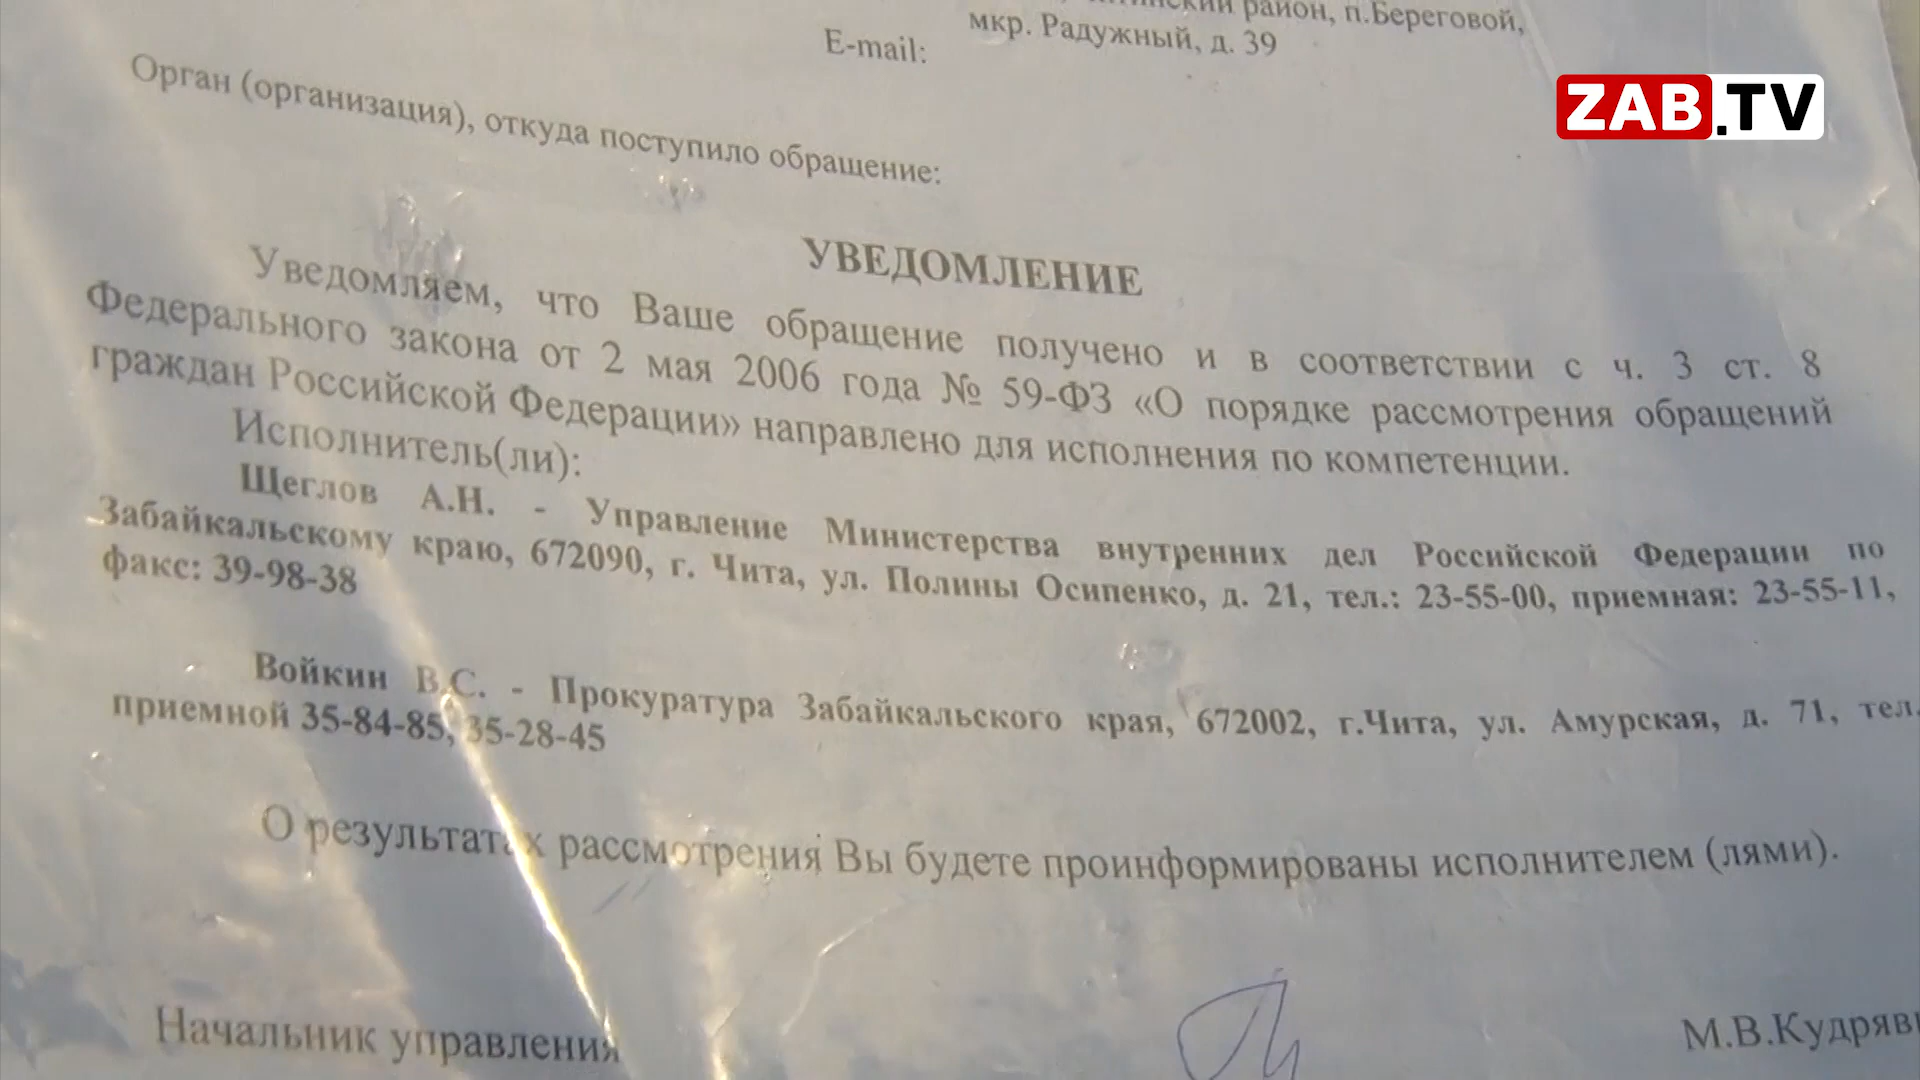 район, п.Береговой,
мкр. Радужный, д. 39
E-mail:
ZAB.TV
Орган (организация), откуда поступило обращение:
УВЕДОМЛЕНИЕ
Уведомляем, что Ваше обращение получено и в соответствии с ч. 3 ст. 8
Федерального закона от 2 мая 2006 года № 59-ФЗ «О порядке рассмотрения обращений
граждан Российской Федерации» направлено для исполнения по компетенции.
Исполнитель(ли):
Щеглов А.Н. - Управление Министерства внутренних дел Российской Федерации по
Забайкальскому краю, 672090, г. Чита, ул. Полины Осипенко, д. 21, тел.: 23-55-00, приемная: 23-55-11,
факс: 39-98-38
Войкин В.С. - Прокуратура Забайкальского края, 672002, г.Чита, ул. Амурская, д. 71, тел.
приемной 35-84-85, 35-28-45
О результатах рассмотрения Вы будете проинформированы исполнителем (лями).
Начальник управления
М.В.Кудряв